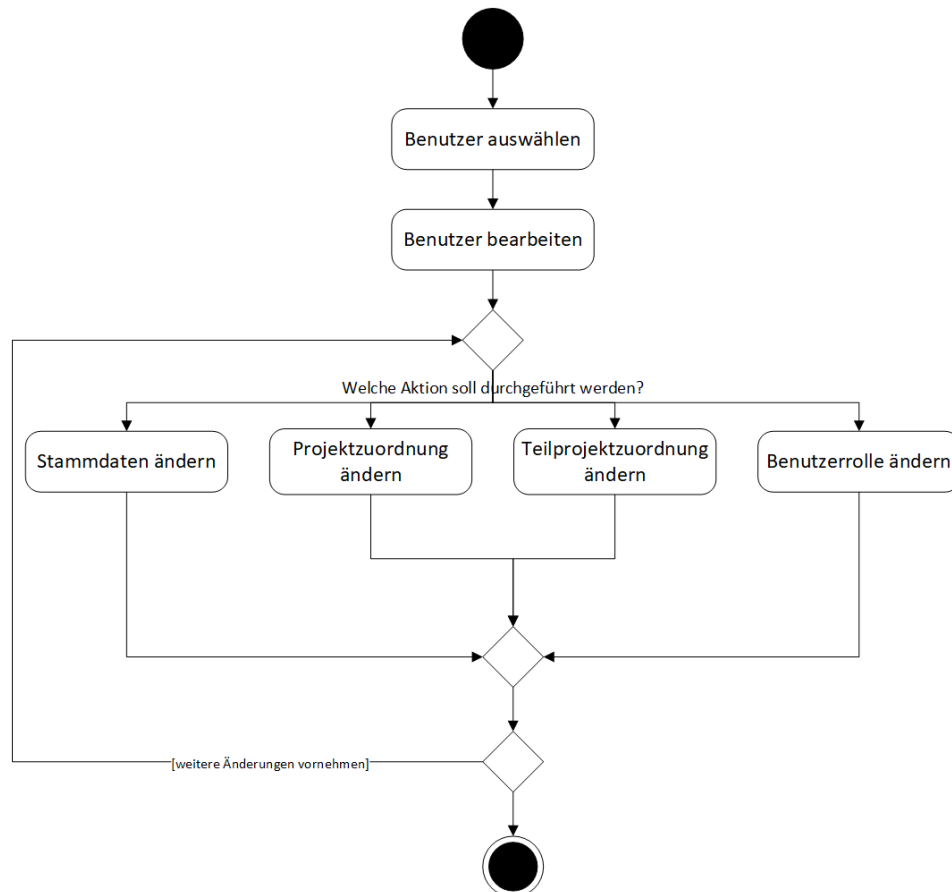 Benutzer auswählen
Benutzer bearbeiten
Welche Aktion soll durchgeführt werden?
Stammdaten ändern
Projektzuordnung
ändern
Teilprojektzuordnung
ändern
Benutzerrolle ändern
[weitere Änderungen vornehmen]